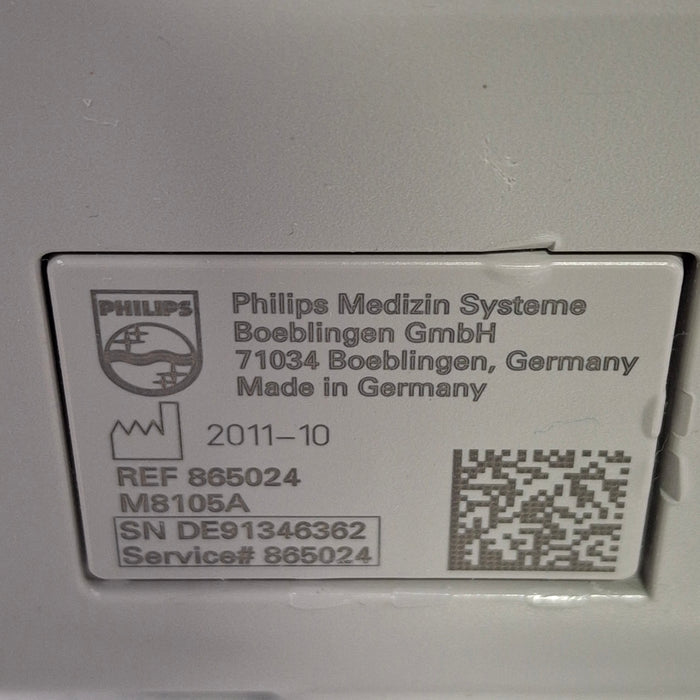 PHILIPS
Philips Medizin Systeme
Boeblingen GmbH
71034 Boeblingen, Germany
Made in Germany
2011-10
REF 865024
M8105A
SN DE91346362
Service# 865024